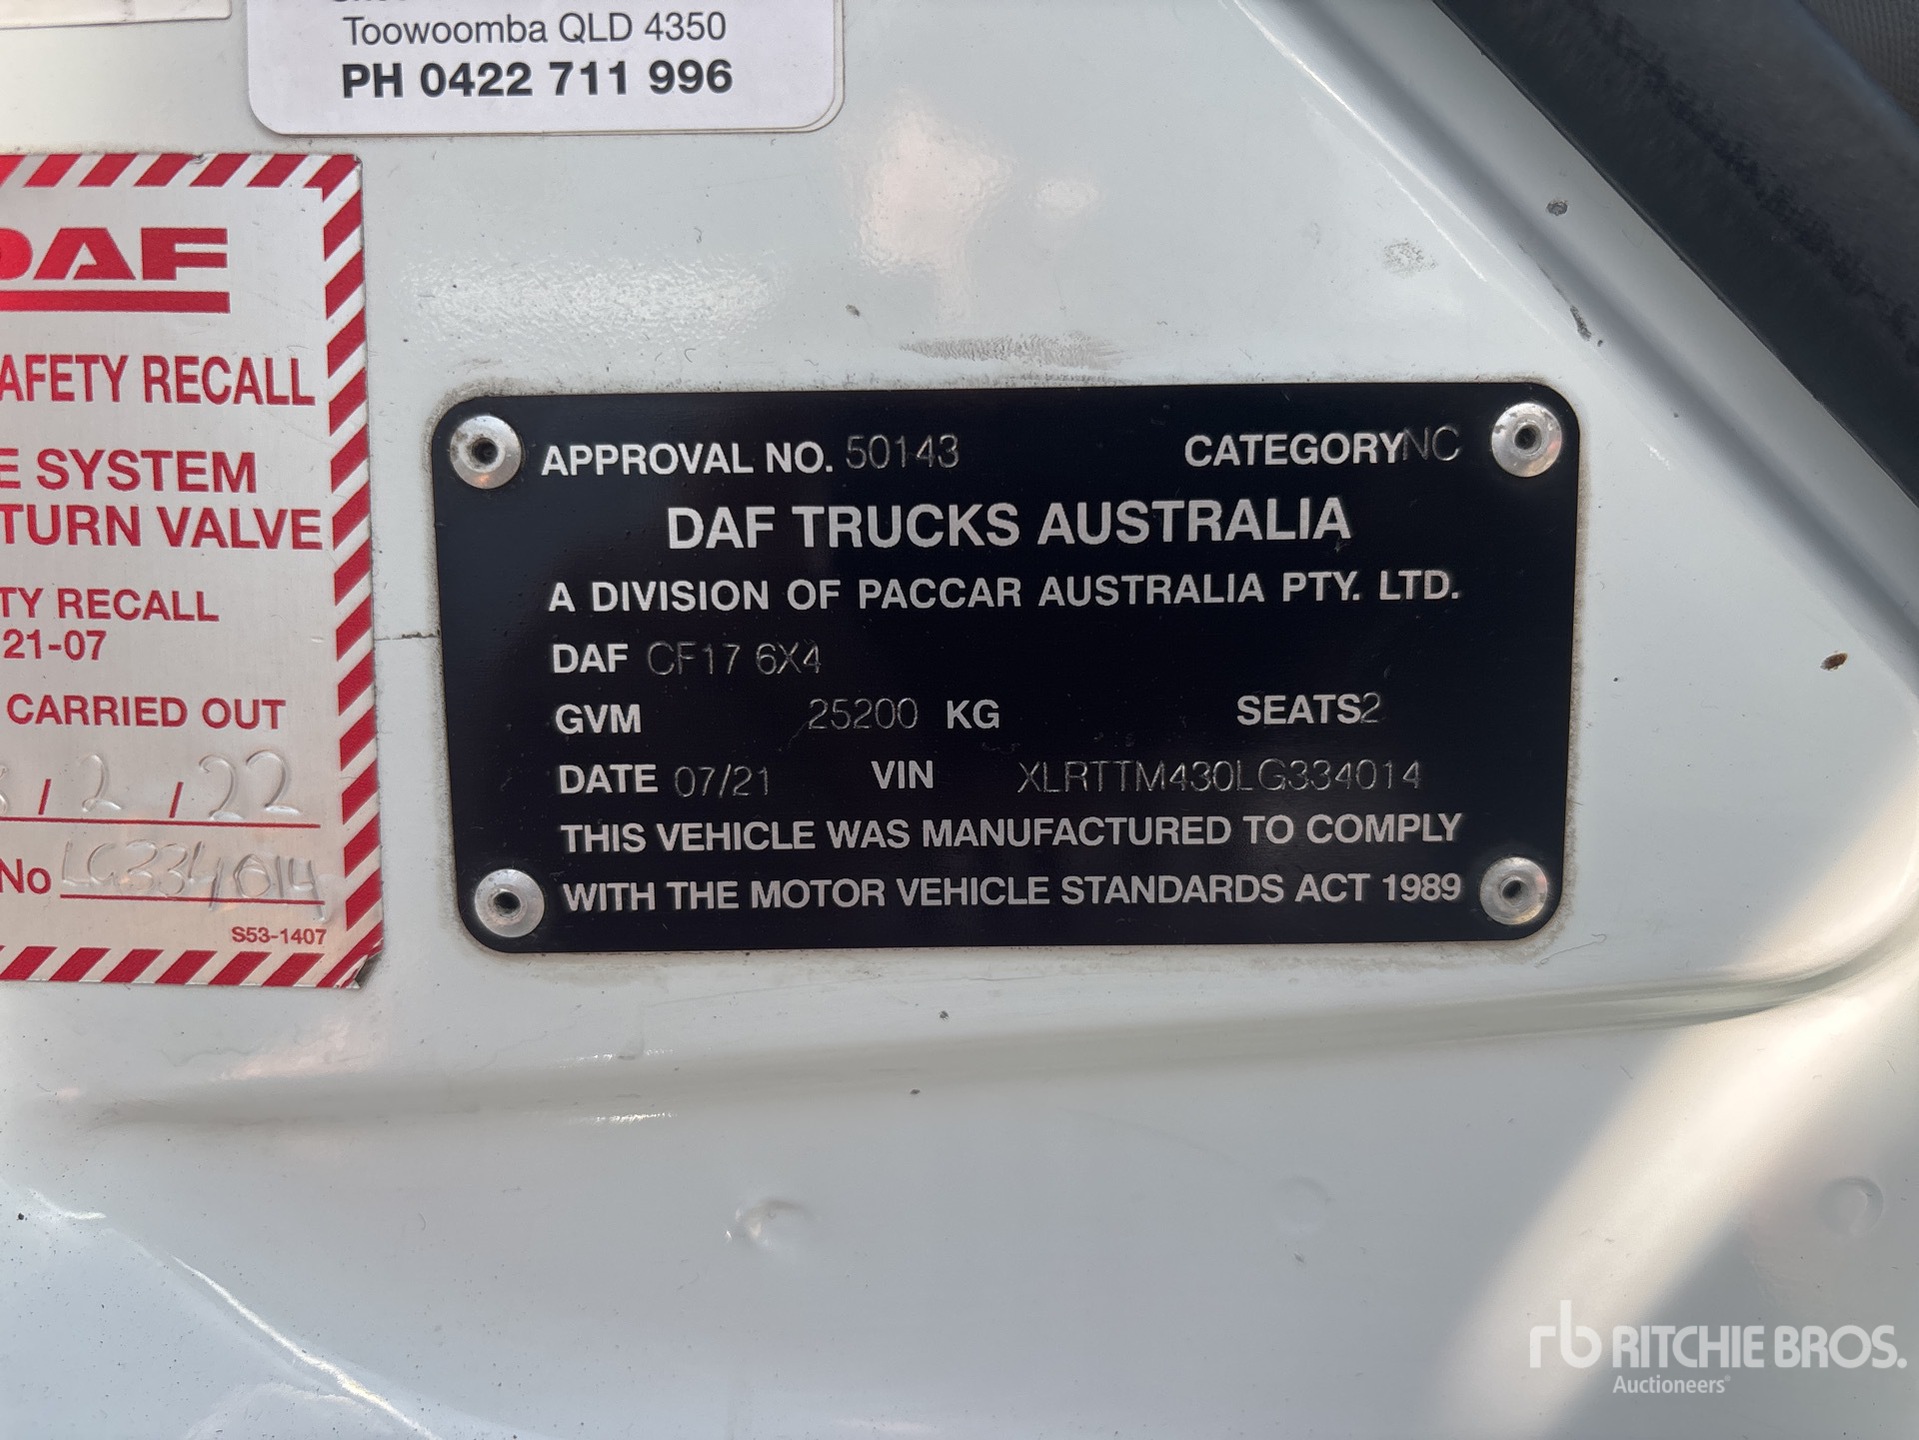 Toowoomba QLD 4350
PH 0422 711 996
DAF
AFETY RECALL
E SYSTEM
TURN VALVE
TY RECALL
21-07
CARRIED OUT
/ 2 / 22
No LG334014
S53-1407
APPROVAL NO. 50143 CATEGORY NC
DAF TRUCKS AUSTRALIA
A DIVISION OF PACCAR AUSTRALIA PTY. LTD.
DAF CF17 6X4
GVM 25200 KG SEATS 2
DATE 07/21 VIN XLRTTM430LG334014
THIS VEHICLE WAS MANUFACTURED TO COMPLY
WITH THE MOTOR VEHICLE STANDARDS ACT 1989
rb RITCHIE BROS.
Auctioneers